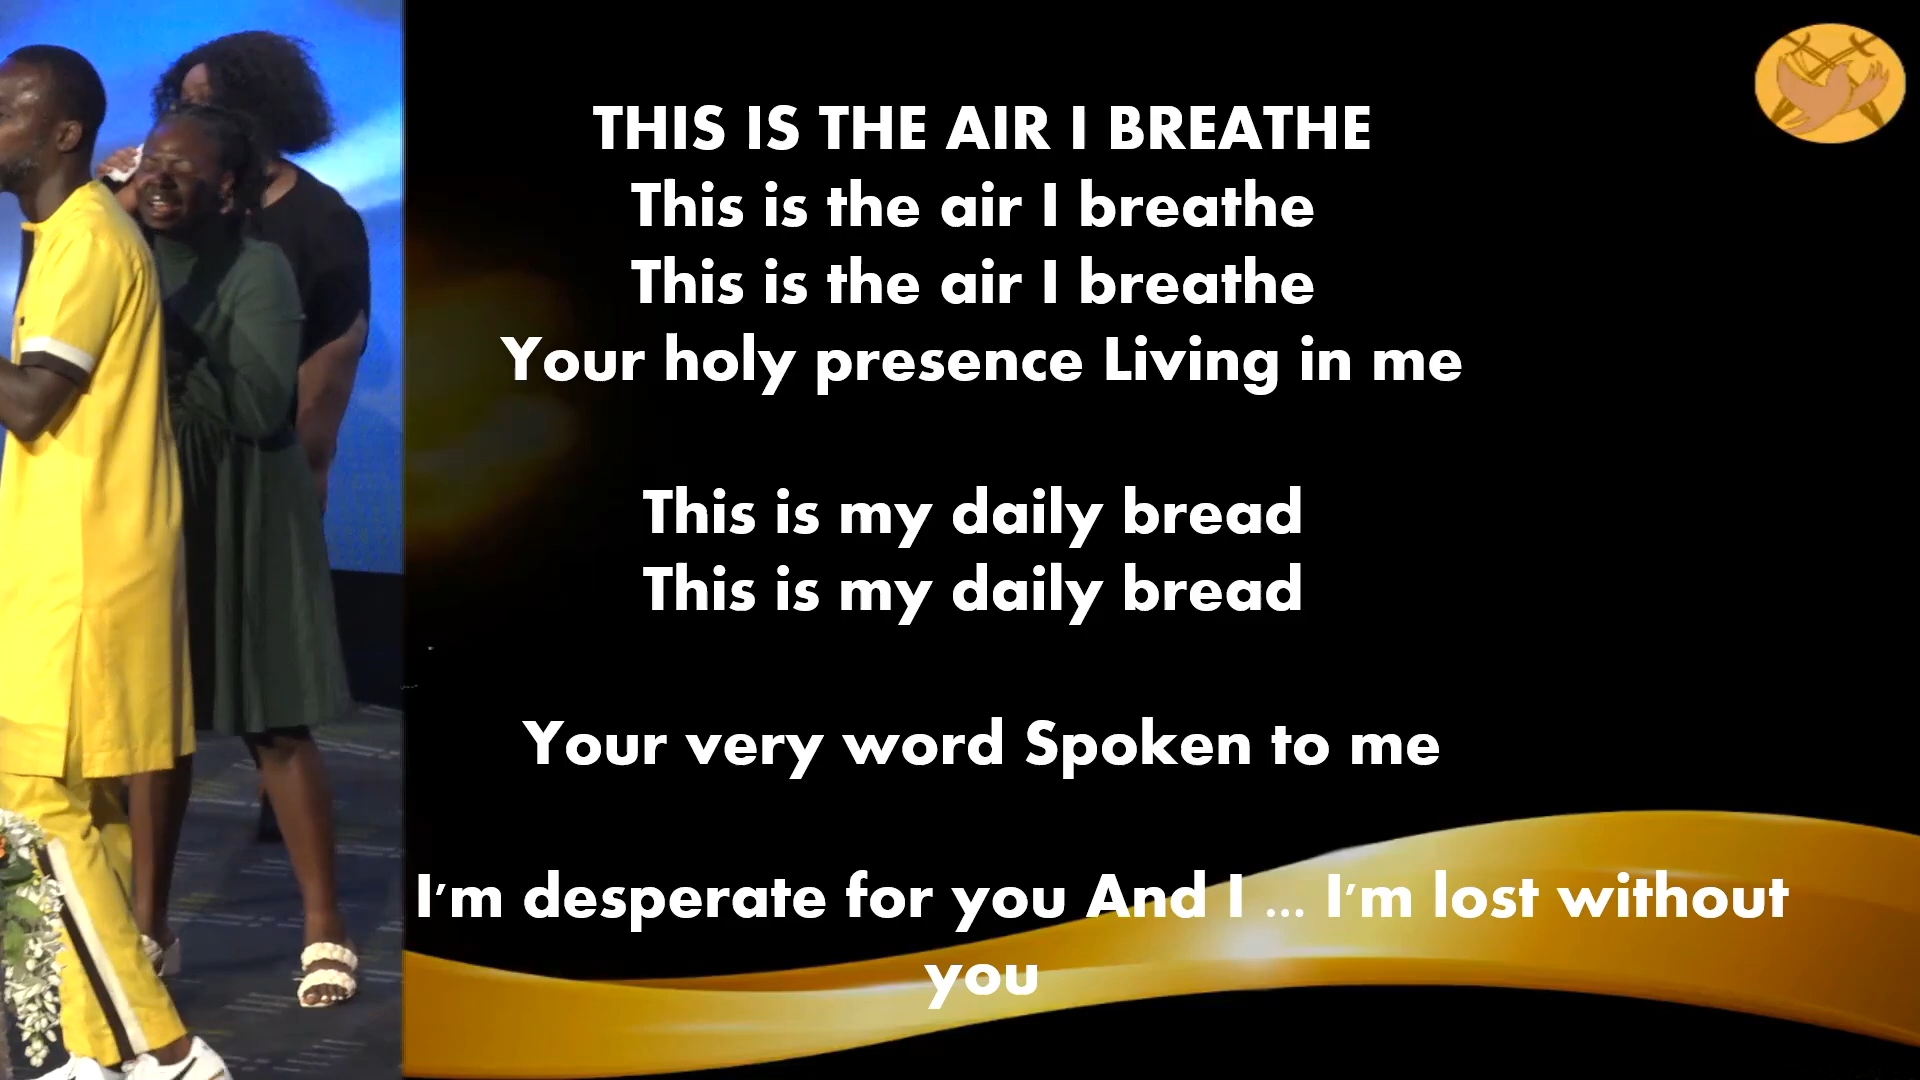 THIS IS THE AIR I BREATHE
This is the air I breathe
This is the air I breathe
Your holy presence Living in me
This is my daily bread
This is my daily bread
Your very word Spoken to me
I'm desperate for you And I ... I'm lost without
you